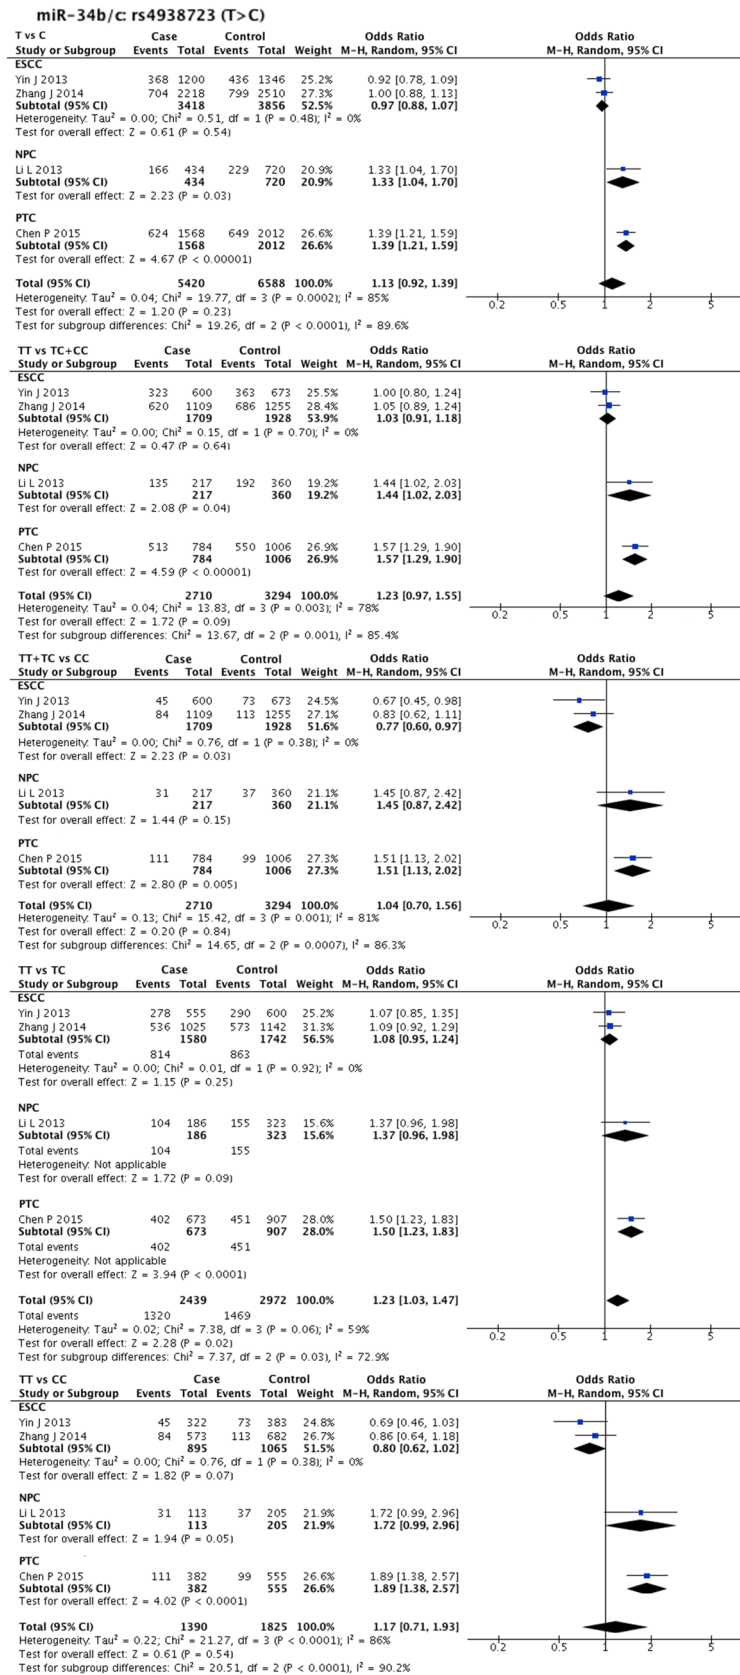 miR-34b/c: rs4938723 (T>C)
T vs C Case Control Odds Ratio Odds Ratio
Study or Subgroup Events Total Events Total Weight M-H, Random, 95% CI M-H, Random, 95% CI
ESCC
Yin J 2013 368 1200 436 1346 25.2% 0.92 [0.78, 1.09]
Zhang J 2014 704 2218 799 2510 27.3% 1.00 [0.88, 1.13]
Subtotal (95% CI) 3418 3856 52.5% 0.97 [0.88, 1.07]
Heterogeneity: Tau² = 0.00; Chi² = 0.51, df = 1 (P = 0.48); I² = 0%
Test for overall effect: Z = 0.61 (P = 0.54)
NPC
Li L 2013 166 434 229 720 20.9% 1.33 [1.04, 1.70]
Subtotal (95% CI) 434 720 20.9% 1.33 [1.04, 1.70]
Test for overall effect: Z = 2.23 (P = 0.03)
PTC
Chen P 2015 624 1568 649 2012 26.6% 1.39 [1.21, 1.59]
Subtotal (95% CI) 1568 2012 26.6% 1.39 [1.21, 1.59]
Test for overall effect: Z = 4.67 (P < 0.00001)
Total (95% CI) 5420 6588 100.0% 1.13 [0.92, 1.39]
Heterogeneity: Tau² = 0.04; Chi² = 19.77, df = 3 (P = 0.0002); I² = 85%
0.2 0.5 1 2 5
Test for overall effect: Z = 1.20 (P = 0.23)
Test for subgroup differences: Chi² = 19.26, df = 2 (P < 0.0001), I² = 89.6%
TT vs TC+CC Case Control Odds Ratio Odds Ratio
Study or Subgroup Events Total Events Total Weight M-H, Random, 95% CI M-H, Random, 95% CI
ESCC
Yin J 2013 323 600 363 673 25.5% 1.00 [0.80, 1.24]
Zhang J 2014 620 1109 686 1255 28.4% 1.05 [0.89, 1.24]
Subtotal (95% CI) 1709 1928 53.9% 1.03 [0.91, 1.18]
Heterogeneity: Tau² = 0.00; Chi² = 0.15, df = 1 (P = 0.70); I² = 0%
Test for overall effect: Z = 0.47 (P = 0.64)
NPC
Li L 2013 135 217 192 360 19.2% 1.44 [1.02, 2.03]
Subtotal (95% CI) 217 360 19.2% 1.44 [1.02, 2.03]
Test for overall effect: Z = 2.08 (P = 0.04)
PTC
Chen P 2015 513 784 550 1006 26.9% 1.57 [1.29, 1.90]
Subtotal (95% CI) 784 1006 26.9% 1.57 [1.29, 1.90]
Test for overall effect: Z = 4.59 (P < 0.00001)
Total (95% CI) 2710 3294 100.0% 1.23 [0.97, 1.55]
Heterogeneity: Tau² = 0.04; Chi² = 13.83, df = 3 (P = 0.003); I² = 78%
0.2 0.5 1 2 5
Test for overall effect: Z = 1.72 (P = 0.09)
Test for subgroup differences: Chi² = 13.67, df = 2 (P = 0.001), I² = 85.4%
TT+TC vs CC Case Control Odds Ratio Odds Ratio
Study or Subgroup Events Total Events Total Weight M-H, Random, 95% CI M-H, Random, 95% CI
ESCC
Yin J 2013 45 600 73 673 24.5% 0.67 [0.45, 0.98]
Zhang J 2014 84 1109 113 1255 27.1% 0.83 [0.62, 1.11]
Subtotal (95% CI) 1709 1928 51.6% 0.77 [0.60, 0.97]
Heterogeneity: Tau² = 0.00; Chi² = 0.76, df = 1 (P = 0.38); I² = 0%
Test for overall effect: Z = 2.23 (P = 0.03)
NPC
Li L 2013 31 217 37 360 21.1% 1.45 [0.87, 2.42]
Subtotal (95% CI) 217 360 21.1% 1.45 [0.87, 2.42]
Test for overall effect: Z = 1.44 (P = 0.15)
PTC
Chen P 2015 111 784 99 1006 27.3% 1.51 [1.13, 2.02]
Subtotal (95% CI) 784 1006 27.3% 1.51 [1.13, 2.02]
Test for overall effect: Z = 2.80 (P = 0.005)
Total (95% CI) 2710 3294 100.0% 1.04 [0.70, 1.56]
Heterogeneity: Tau² = 0.13; Chi² = 15.42, df = 3 (P = 0.001); I² = 81%
0.2 0.5 1 2 5
Test for overall effect: Z = 0.20 (P = 0.84)
Test for subgroup differences: Chi² = 14.65, df = 2 (P = 0.0007), I² = 86.3%
TT vs TC Case Control Odds Ratio Odds Ratio
Study or Subgroup Events Total Events Total Weight M-H, Random, 95% CI M-H, Random, 95% CI
ESCC
Yin J 2013 278 555 290 600 25.2% 1.07 [0.85, 1.35]
Zhang J 2014 536 1025 573 1142 31.3% 1.09 [0.92, 1.29]
Subtotal (95% CI) 1580 1742 56.5% 1.08 [0.95, 1.24]
Total events 814 863
Heterogeneity: Tau² = 0.00; Chi² = 0.01, df = 1 (P = 0.92); I² = 0%
Test for overall effect: Z = 1.15 (P = 0.25)
NPC
Li L 2013 104 186 155 323 15.6% 1.37 [0.96, 1.98]
Subtotal (95% CI) 186 323 15.6% 1.37 [0.96, 1.98]
Total events 104 155
Heterogeneity: Not applicable
Test for overall effect: Z = 1.72 (P = 0.09)
PTC
Chen P 2015 402 673 451 907 28.0% 1.50 [1.23, 1.83]
Subtotal (95% CI) 673 907 28.0% 1.50 [1.23, 1.83]
Total events 402 451
Heterogeneity: Not applicable
Test for overall effect: Z = 3.94 (P < 0.0001)
Total (95% CI) 2439 2972 100.0% 1.23 [1.03, 1.47]
Total events 1320 1469
Heterogeneity: Tau² = 0.02; Chi² = 7.38, df = 3 (P = 0.06); I² = 59%
0.2 0.5 1 2 5
Test for overall effect: Z = 2.28 (P = 0.02)
Test for subgroup differences: Chi² = 7.37, df = 2 (P = 0.03), I² = 72.9%
TT vs CC Case Control Odds Ratio Odds Ratio
Study or Subgroup Events Total Events Total Weight M-H, Random, 95% CI M-H, Random, 95% CI
ESCC
Yin J 2013 45 322 73 383 24.8% 0.69 [0.46, 1.03]
Zhang J 2014 84 573 113 682 26.7% 0.86 [0.64, 1.18]
Subtotal (95% CI) 895 1065 51.5% 0.80 [0.62, 1.02]
Heterogeneity: Tau² = 0.00; Chi² = 0.76, df = 1 (P = 0.38); I² = 0%
Test for overall effect: Z = 1.82 (P = 0.07)
NPC
Li L 2013 31 113 37 205 21.9% 1.72 [0.99, 2.96]
Subtotal (95% CI) 113 205 21.9% 1.72 [0.99, 2.96]
Test for overall effect: Z = 1.94 (P = 0.05)
PTC
Chen P 2015 111 382 99 555 26.6% 1.89 [1.38, 2.57]
Subtotal (95% CI) 382 555 26.6% 1.89 [1.38, 2.57]
Test for overall effect: Z = 4.02 (P < 0.0001)
Total (95% CI) 1390 1825 100.0% 1.17 [0.71, 1.93]
Heterogeneity: Tau² = 0.22; Chi² = 21.27, df = 3 (P < 0.0001); I² = 86%
0.2 0.5 1 2 5
Test for overall effect: Z = 0.61 (P = 0.54)
Test for subgroup differences: Chi² = 20.51, df = 2 (P < 0.0001), I² = 90.2%